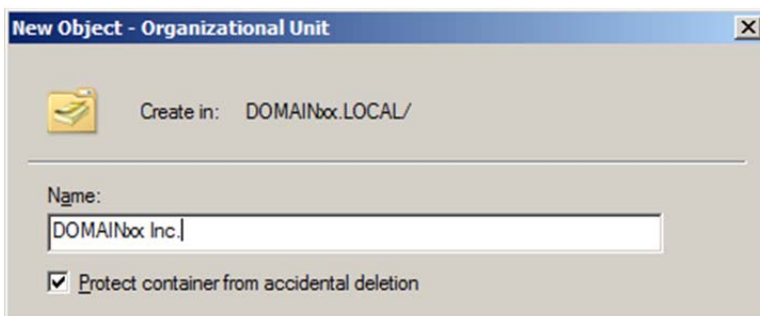 New Object - Organizational Unit
Create in: DOMAINxx.LOCAL/
Name:
DOMAINxx Inc.
Protect container from accidental deletion